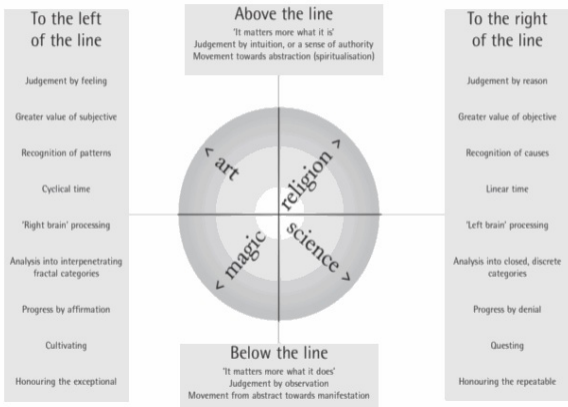 To the left
of the line
Judgement by feeling
Greater value of subjective
Recognition of patterns
Cyclical time
'Right brain' processing
Analysis into interpenetrating
fractal categories
Progress by affirmation
Cultivating
Honouring the exceptional
Above the line
'It matters more what it is'
Judgement by intuition, or a sense of authority
Movement towards abstraction (spiritualisation)
< art
religion >
< magic
science >
Below the line
'It matters more what it does'
Judgement by observation
Movement from abstract towards manifestation
To the right
of the line
Judgement by reason
Greater value of objective
Recognition of causes
Linear time
'Left brain' processing
Analysis into closed, discrete
categories
Progress by denial
Questing
Honouring the repeatable